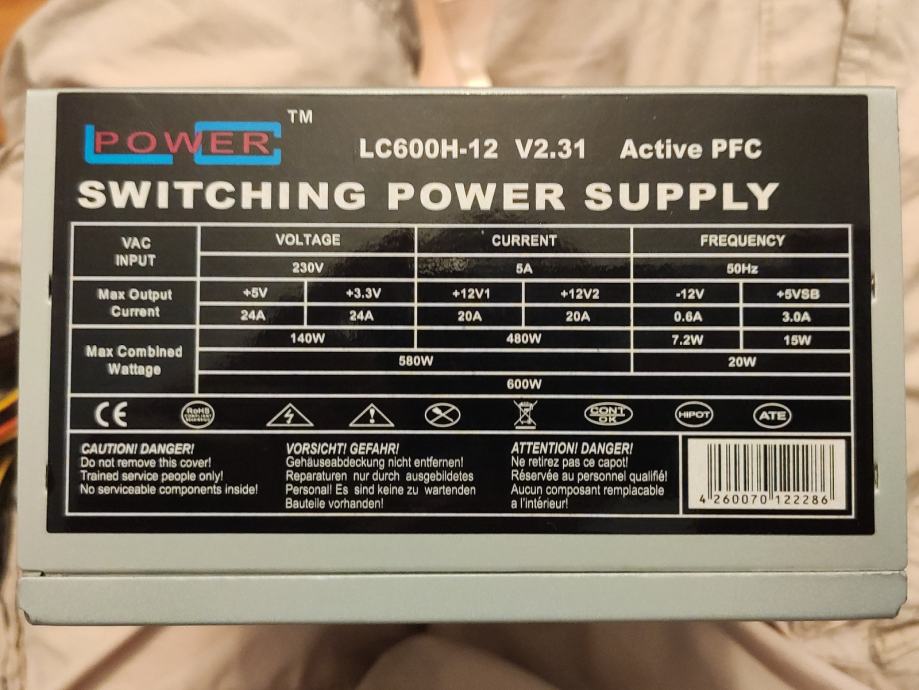 LC POWER TM
LC600H-12 V2.31 Active PFC
SWITCHING POWER SUPPLY
VAC INPUT VOLTAGE CURRENT FREQUENCY
230V 5A 50Hz
Max Output Current +5V +3.3V +12V1 +12V2 -12V +5VSB
24A 24A 20A 20A 0.6A 3.0A
Max Combined Wattage 140W 480W 7.2W 15W
580W 20W
600W
CE RoHS CONT OK HIPOT ATE
CAUTION! DANGER!
Do not remove this cover!
Trained service people only!
No serviceable components inside!
VORSICHT! GEFAHR!
Gehäuseabdeckung nicht entfernen!
Reparaturen nur durch ausgebildetes
Personal! Es sind keine zu wartenden
Bauteile vorhanden!
ATTENTION! DANGER!
Ne retirez pas ce capot!
Réservée au personnel qualifié!
Aucun composant remplacable
a l'intérieur!
4 260070 122286